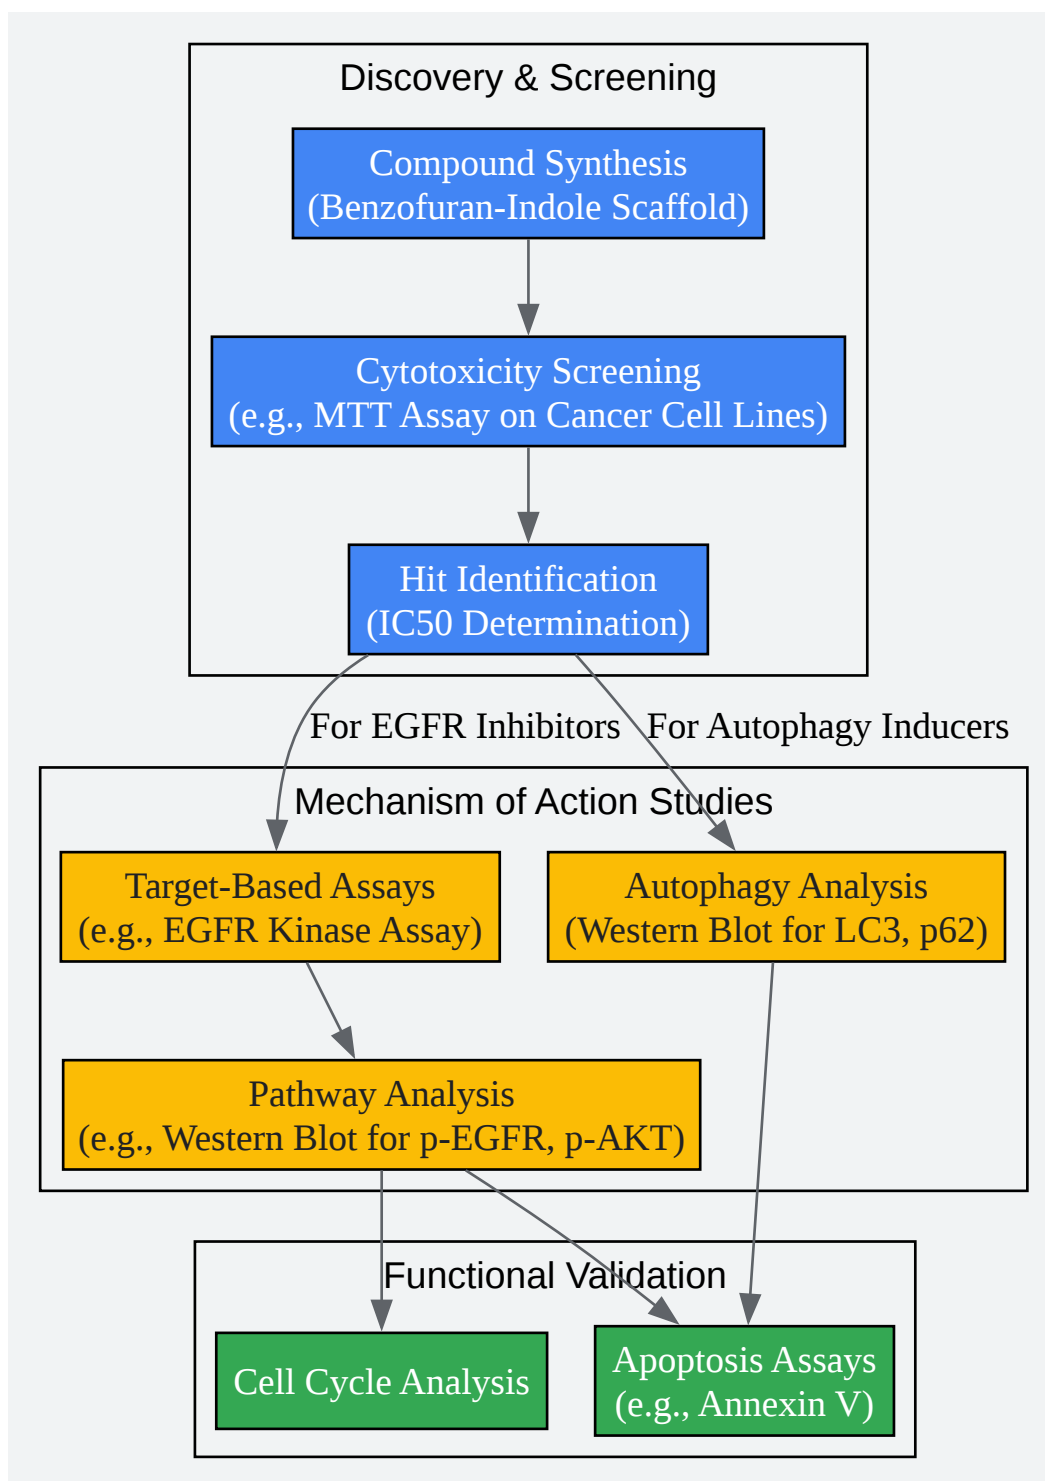 Discovery & Screening
Compound Synthesis
(Benzofuran-Indole Scaffold)
Cytotoxicity Screening
(e.g., MTT Assay on Cancer Cell Lines)
Hit Identification
(IC50 Determination)
For EGFR Inhibitors
For Autophagy Inducers
Mechanism of Action Studies
Target-Based Assays
(e.g., EGFR Kinase Assay)
Autophagy Analysis
(Western Blot for LC3, p62)
Pathway Analysis
(e.g., Western Blot for p-EGFR, p-AKT)
Functional Validation
Cell Cycle Analysis
Apoptosis Assays
(e.g., Annexin V)